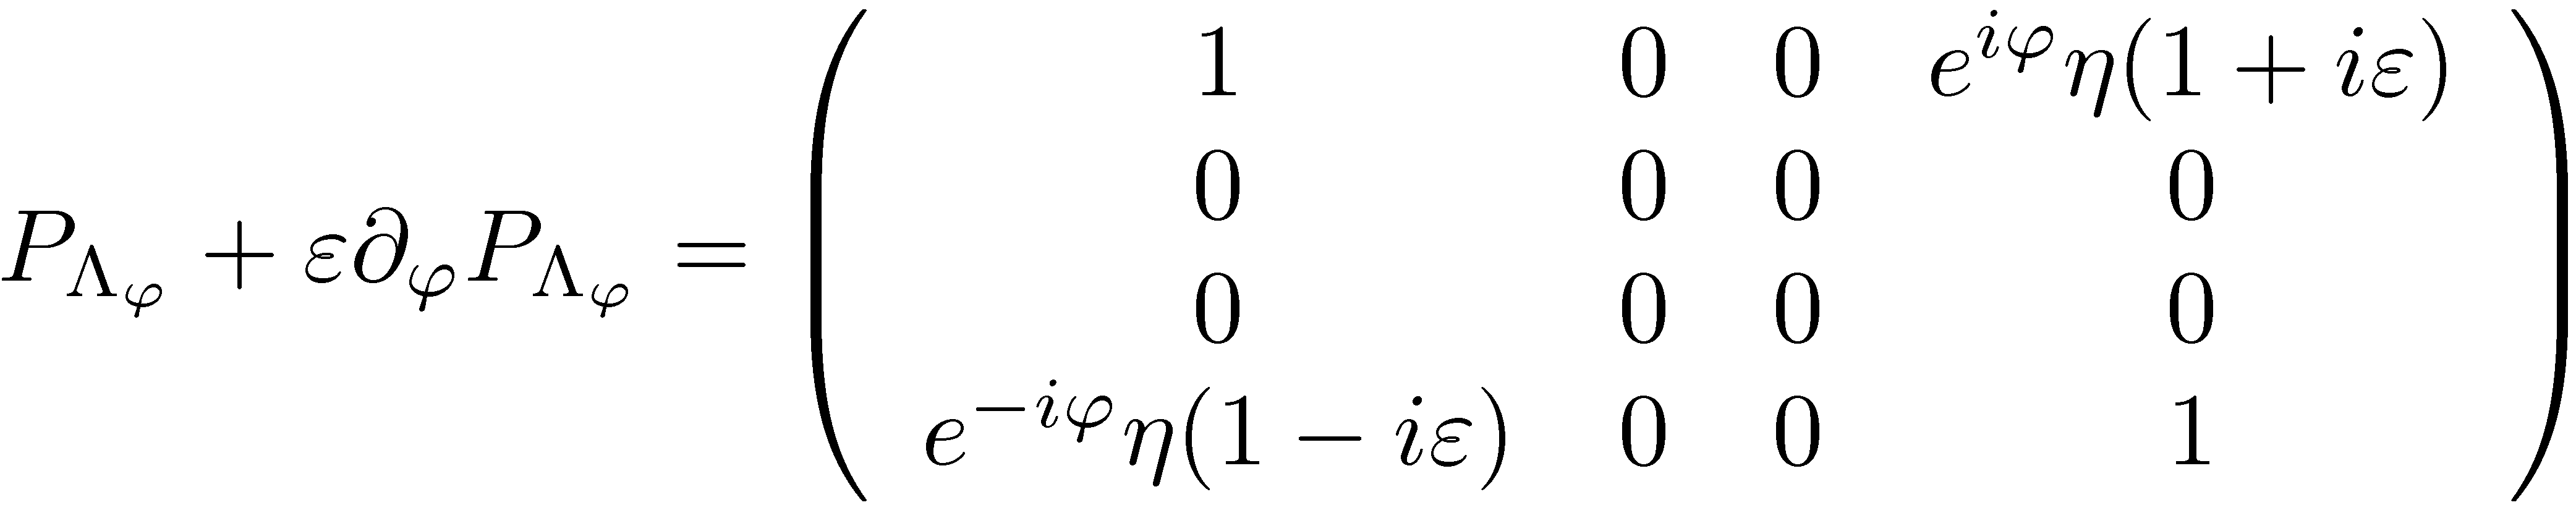 $P_{\Lambda_\varphi} + \varepsilon \partial_\varphi P_{\Lambda_\varphi} = \begin{pmatrix} 1 & 0 & 0 & e^{i\varphi}\eta(1+i\varepsilon) \\ 0 & 0 & 0 & 0 \\ 0 & 0 & 0 & 0 \\ e^{-i\varphi}\eta(1-i\varepsilon) & 0 & 0 & 1 \end{pmatrix}$